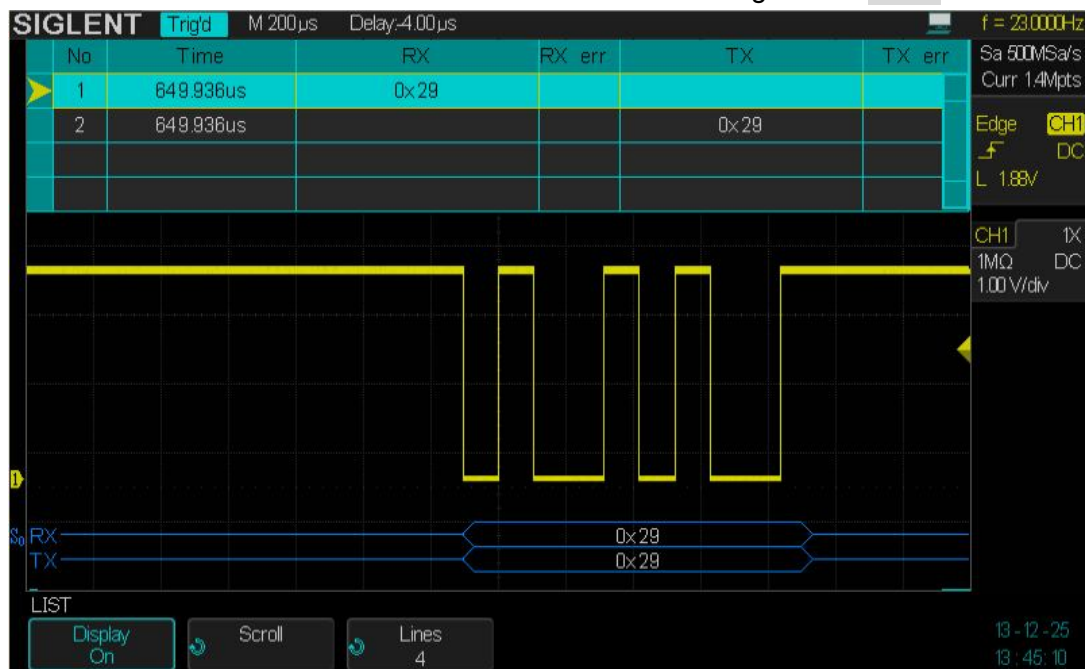 SIGLENT Trig'd M 200µs Delay:-4.00µs f = 23.0000Hz
Sa 500MSa/s
Curr 1.4Mpts
No Time RX RX err TX TX err
1 649.936us 0x29
2 649.936us 0x29
Edge CH1
DC
L 1.88V
CH1 1X
1MΩ DC
1.00 V/div
1
S0 RX 0x29
TX 0x29
LIST
Display
On
Scroll
Lines
4
13-12-25
13:45:10